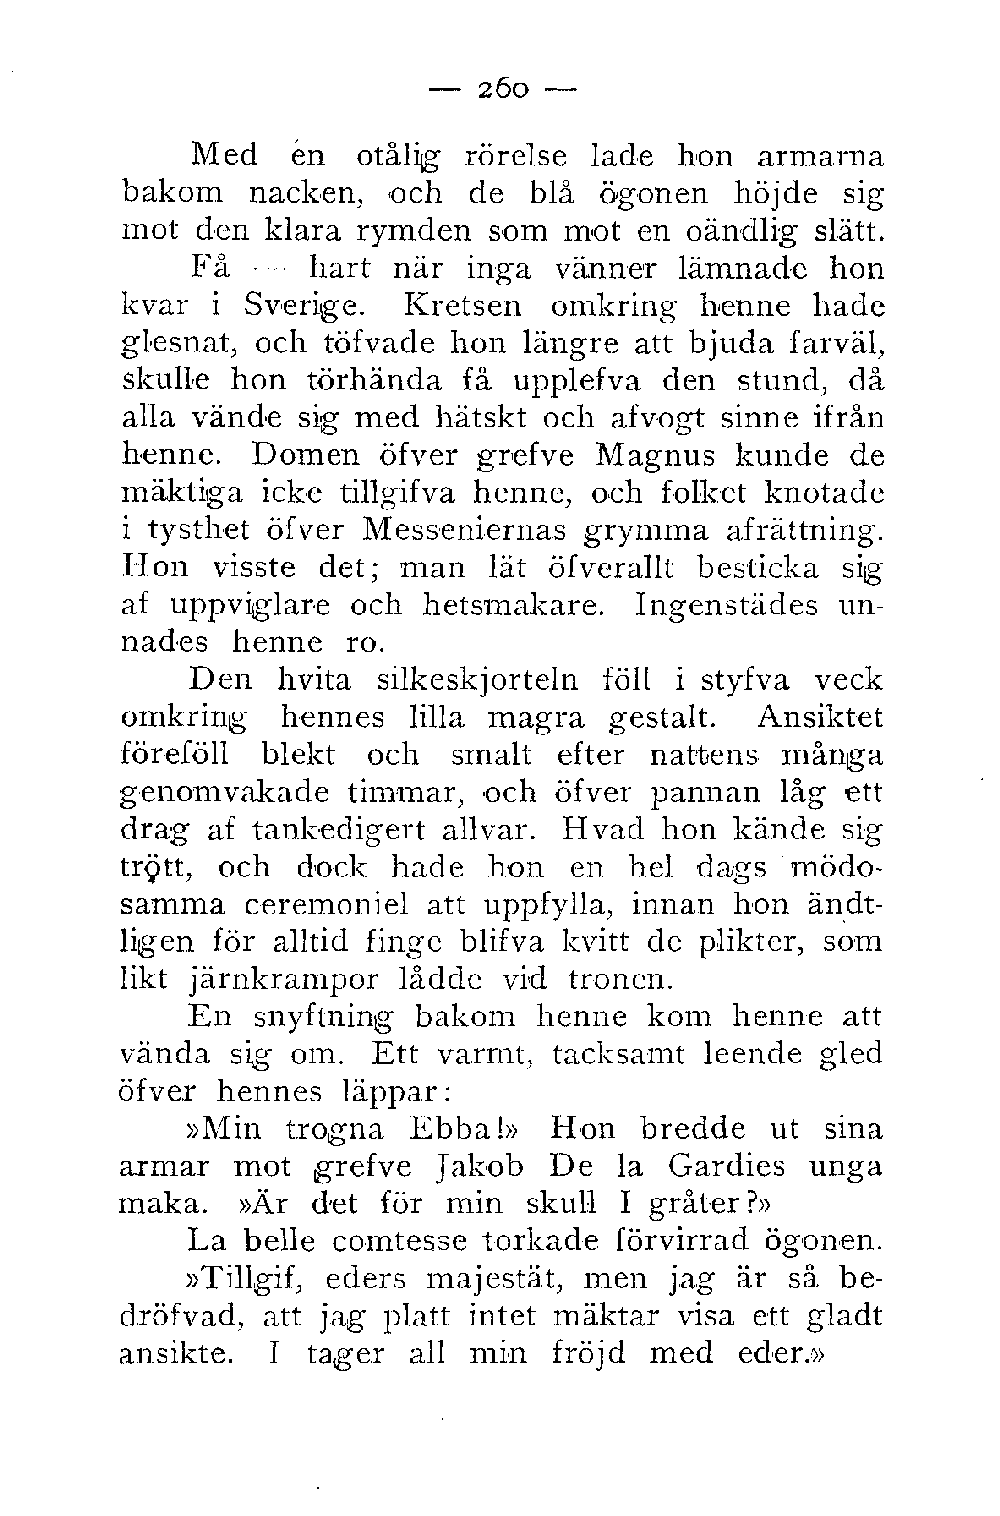 — 260 —
Med en otålig rörelse lade hon armarna
bakom nacken, och de blå ögonen höjde sig
mot den klara rymden som mot en oändlig slätt.
Få — hart när inga vänner lämnade hon
kvar i Sverige. Kretsen omkring henne hade
glesnat, och töfvade hon längre att bjuda farväl,
skulle hon törhända få upplefva den stund, då
alla vände sig med hätskt och afvogt sinne ifrån
henne. Domen öfver grefve Magnus kunde de
mäktiga icke tillgifva henne, och folket knotade
i tysthet öfver Messeniernas grymma afrättning.
Hon visste det; man lät öfverallt besticka sig
af uppviglare och hetsmakare. Ingenstädes un-
nades henne ro.
Den hvita silkeskjorteln föll i styfva veck
omkring hennes lilla magra gestalt. Ansiktet
föreföll blekt och smalt efter nattens många
genomvakade timmar, och öfver pannan låg ett
drag af tankedigert allvar. Hvad hon kände sig
trött, och dock hade hon en hel dags mödo-
samma ceremoniel att uppfylla, innan hon ändt-
ligen för alltid finge blifva kvitt de plikter, som
likt järnkrampor lådde vid tronen.
En snyftning bakom henne kom henne att
vända sig om. Ett varmt, tacksamt leende gled
öfver hennes läppar:
»Min trogna Ebba!» Hon bredde ut sina
armar mot grefve Jakob De la Gardies unga
maka. »Är det för min skull I gråter?»
La belle comtesse torkade förvirrad ögonen.
»Tillgif, eders majestät, men jag är så be-
dröfvad, att jag platt intet mäktar visa ett gladt
ansikte. I tager all min fröjd med eder.»